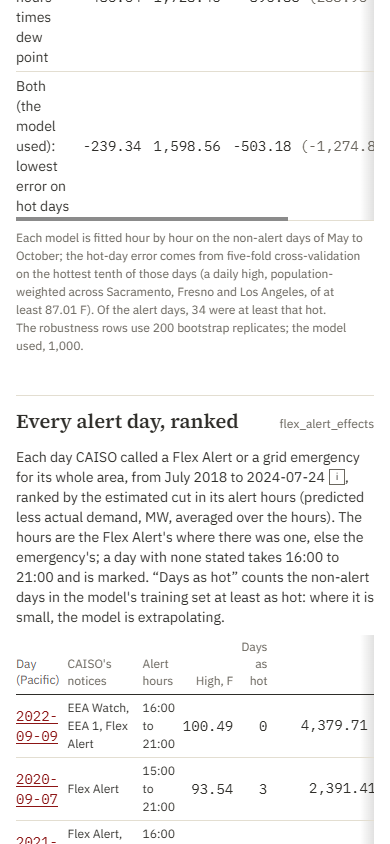 times
dew
point
Both
(the
model
used):
lowest
error on
hot days
-239.34 1,598.56 -503.18 (-1,274.8
Each model is fitted hour by hour on the non-alert days of May to
October; the hot-day error comes from five-fold cross-validation
on the hottest tenth of those days (a daily high, population-
weighted across Sacramento, Fresno and Los Angeles, of at
least 87.01 F). Of the alert days, 34 were at least that hot.
The robustness rows use 200 bootstrap replicates; the model
used, 1,000.
Every alert day, ranked
flex_alert_effects
Each day CAISO called a Flex Alert or a grid emergency
for its whole area, from July 2018 to 2024-07-24 i,
ranked by the estimated cut in its alert hours (predicted
less actual demand, MW, averaged over the hours). The
hours are the Flex Alert's where there was one, else the
emergency's; a day with none stated takes 16:00 to
21:00 and is marked. “Days as hot” counts the non-alert
days in the model's training set at least as hot: where it is
small, the model is extrapolating.
Day
(Pacific)
CAISO's
notices
Alert
hours
High, F
Days
as
hot
2022-
09-09
EEA Watch,
EEA 1, Flex
Alert
16:00
to
21:00
100.49
0
4,379.71
2020-
09-07
Flex Alert
15:00
to
21:00
93.54
3
2,391.41
2021-
Flex Alert,
16:00